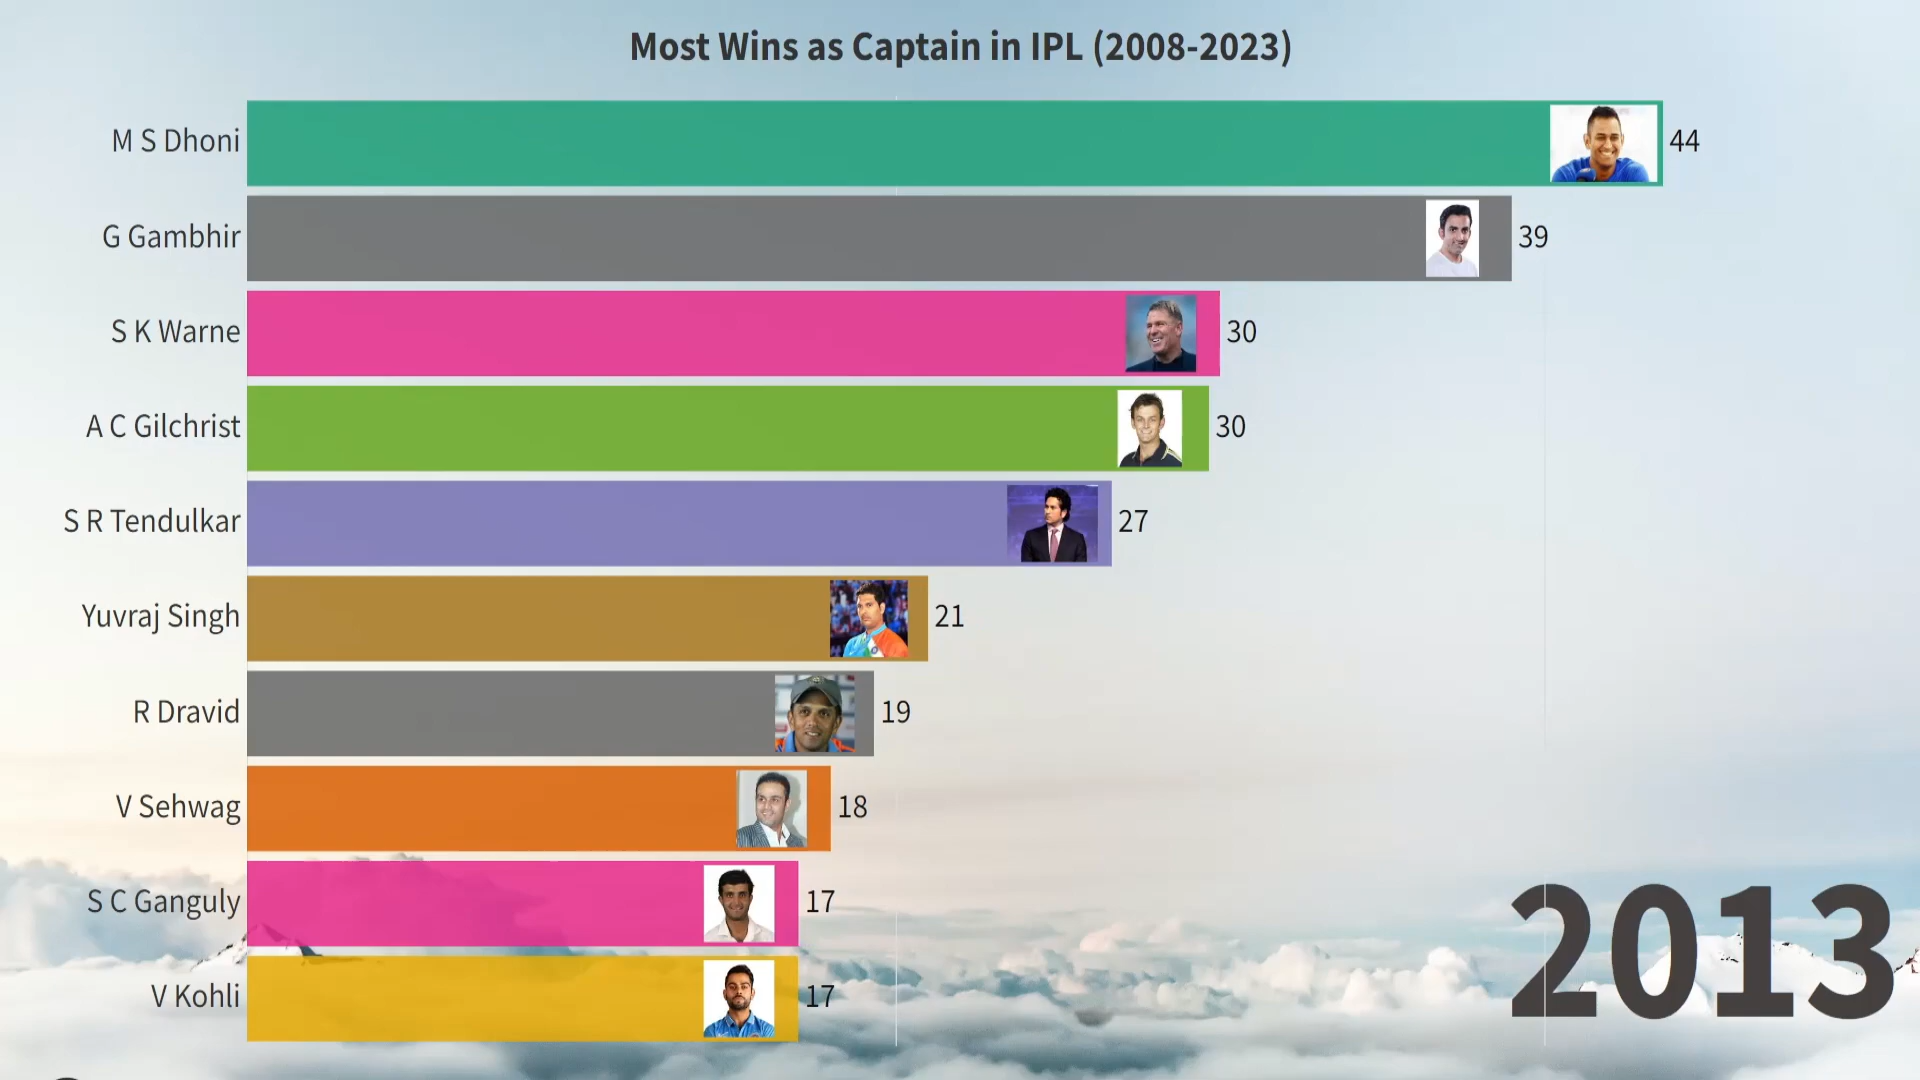 Most Wins as Captain in IPL (2008-2023)
M S Dhoni 44
G Gambhir 39
S K Warne 30
A C Gilchrist 30
S R Tendulkar 27
Yuvraj Singh 21
R Dravid 19
V Sehwag 18
S C Ganguly 17
V Kohli 17
2013